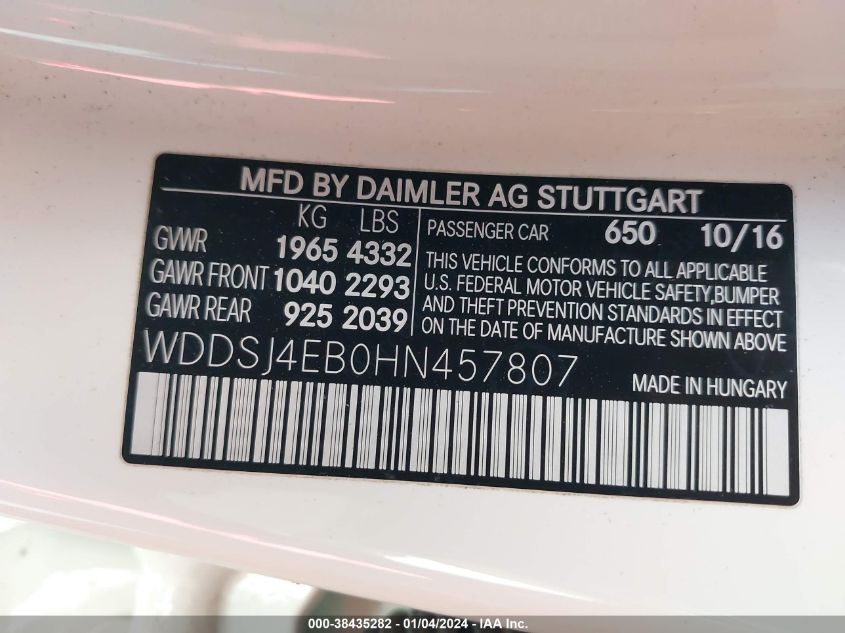 MFD BY DAIMLER AG STUTTGART
KG LBS
GVWR 1965 4332
GAWR FRONT 1040 2293
GAWR REAR 925 2039
PASSENGER CAR 650 10/16
THIS VEHICLE CONFORMS TO ALL APPLICABLE
U.S. FEDERAL MOTOR VEHICLE SAFETY,BUMPER
AND THEFT PREVENTION STANDARDS IN EFFECT
ON THE DATE OF MANUFACTURE SHOWN ABOVE
WDDSJ4EB0HN457807
MADE IN HUNGARY
000-38435282 - 01/04/2024 - IAA Inc.